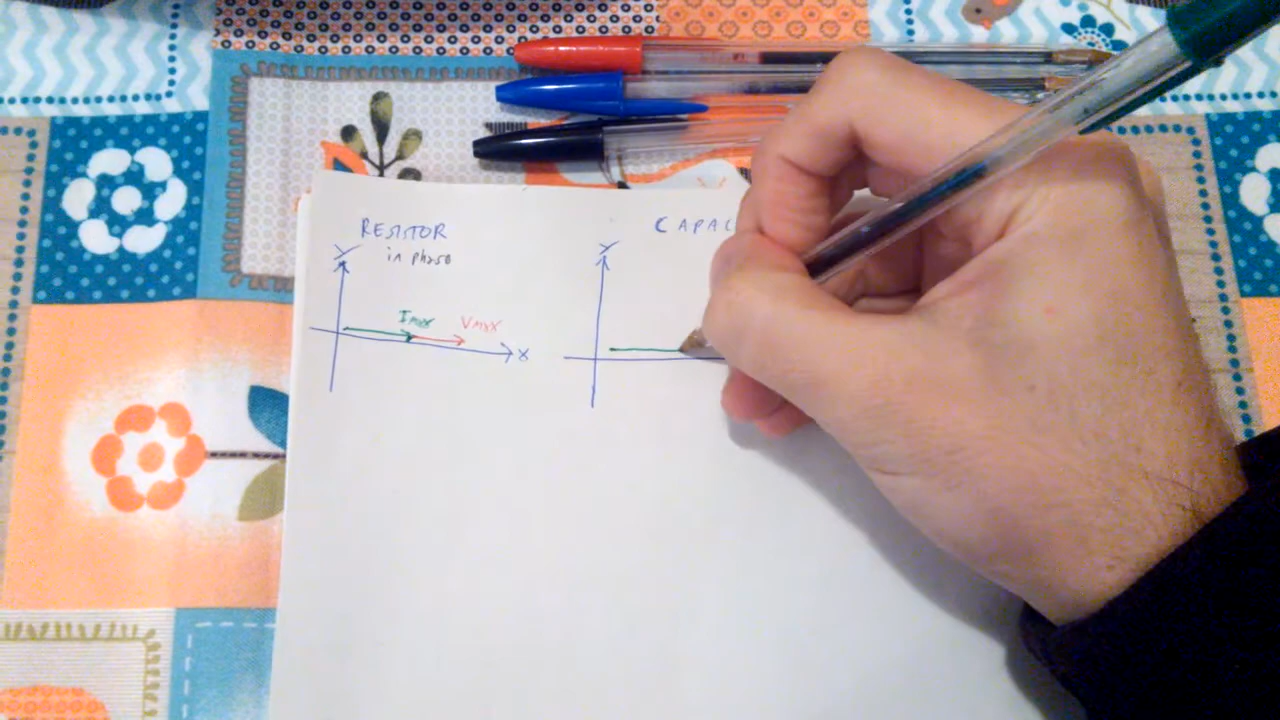 RESISTOR
in phase
Y
IMAX
VMAX
X
CAPAC
Y